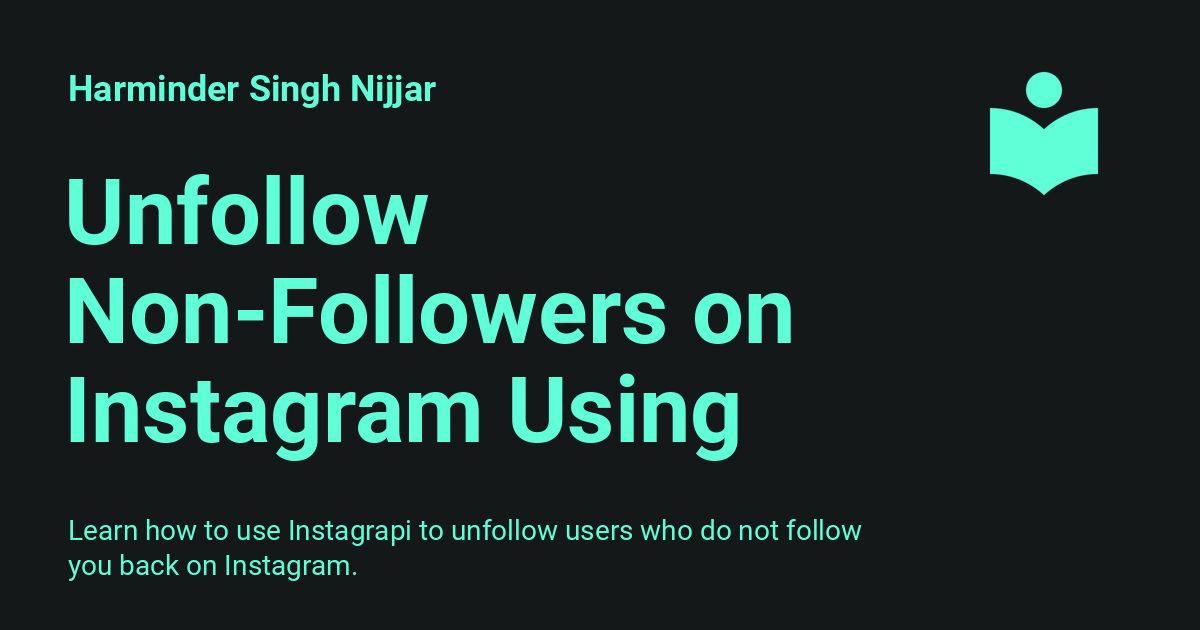 Harminder Singh Nijjar
Unfollow
Non-Followers on
Instagram Using
Learn how to use Instagrapi to unfollow users who do not follow
you back on Instagram.